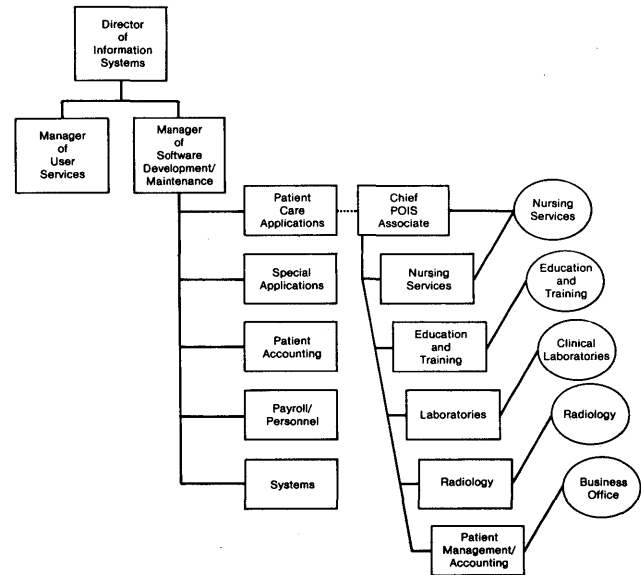 Director
of
Information
Systems
Manager
of
User
Services
Manager
of
Software
Development/
Maintenance
Patient
Care
Applications
Chief
POIS
Associate
Nursing
Services
Special
Applications
Nursing
Services
Education
and
Training
Patient
Accounting
Education
and
Training
Clinical
Laboratories
Payroll/
Personnel
Laboratories
Radiology
Systems
Radiology
Business
Office
Patient
Management/
Accounting